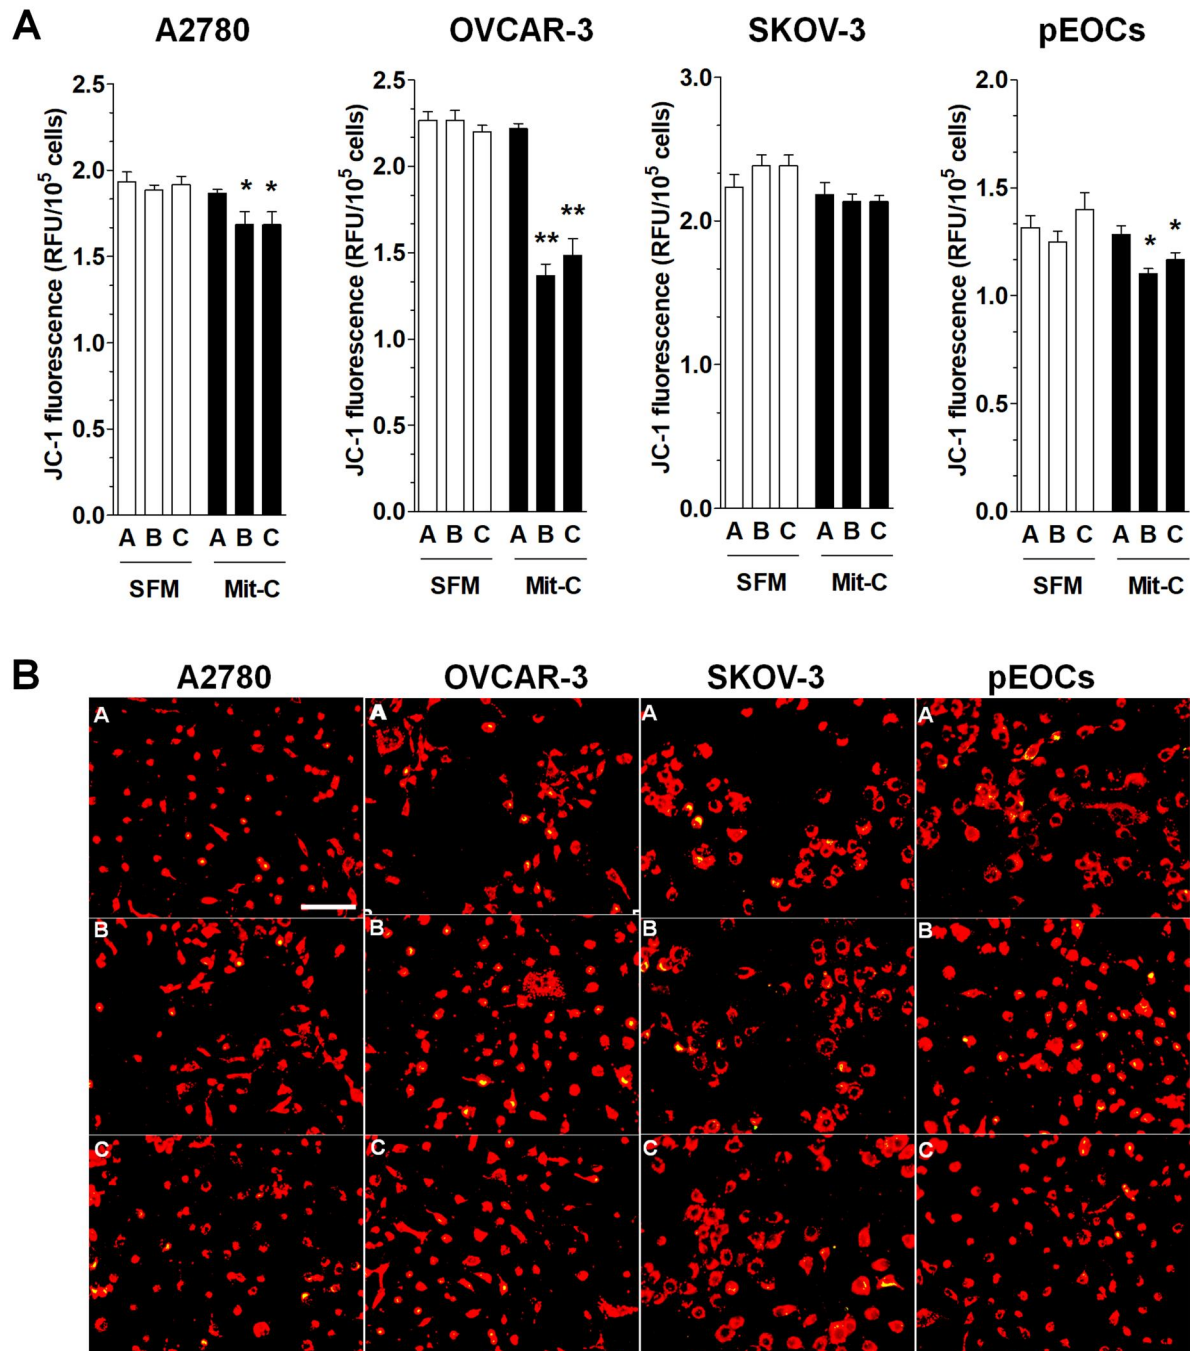 A
A2780 OVCAR-3 SKOV-3 pEOCs
JC-1 fluorescence (RFU/10⁵ cells)
2.5
2.0
1.5
1.0
0.5
0.0
* *
A B C A B C
SFM Mit-C
JC-1 fluorescence (RFU/10⁵ cells)
2.5
2.0
1.5
1.0
0.5
0.0
** **
A B C A B C
SFM Mit-C
JC-1 fluorescence (RFU/10⁵ cells)
3.0
2.0
1.0
0.0
A B C A B C
SFM Mit-C
JC-1 fluorescence (RFU/10⁵ cells)
2.0
1.5
1.0
0.5
0.0
* *
A B C A B C
SFM Mit-C
B
A2780 OVCAR-3 SKOV-3 pEOCs
A A A A
B B B B
C C C C